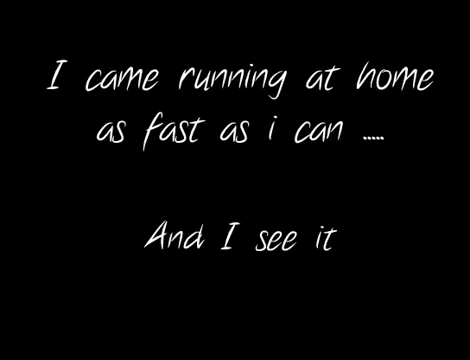 I came running at home
as fast as i can .....
And I see it